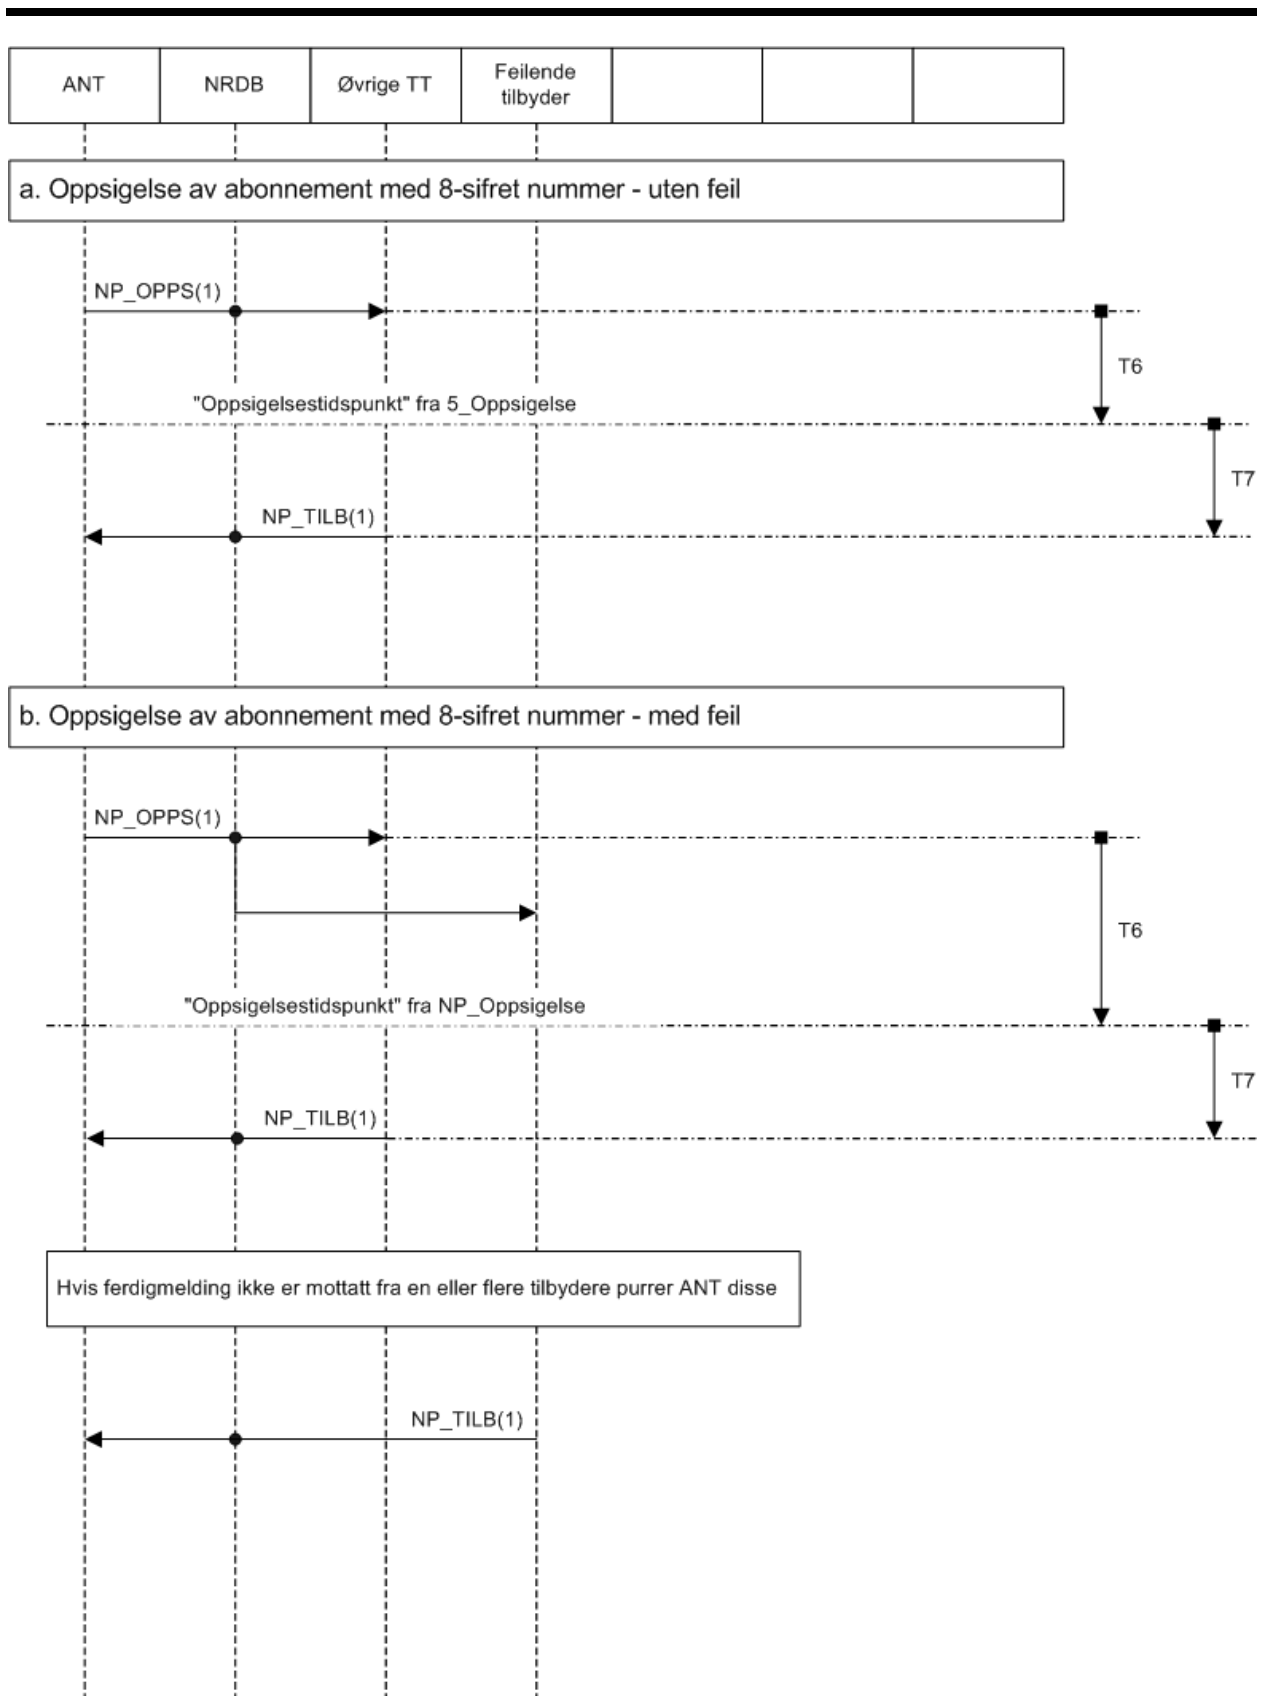 ANT
NRDB
Øvrige TT
Feilende
tilbyder
a. Oppsigelse av abonnement med 8-sifret nummer - uten feil
NP_OPPS(1)
T6
"Oppsigelsestidspunkt" fra 5_Oppsigelse
T7
NP_TILB(1)
b. Oppsigelse av abonnement med 8-sifret nummer - med feil
NP_OPPS(1)
T6
"Oppsigelsestidspunkt" fra NP_Oppsigelse
T7
NP_TILB(1)
Hvis ferdigmelding ikke er mottatt fra en eller flere tilbydere purrer ANT disse
NP_TILB(1)